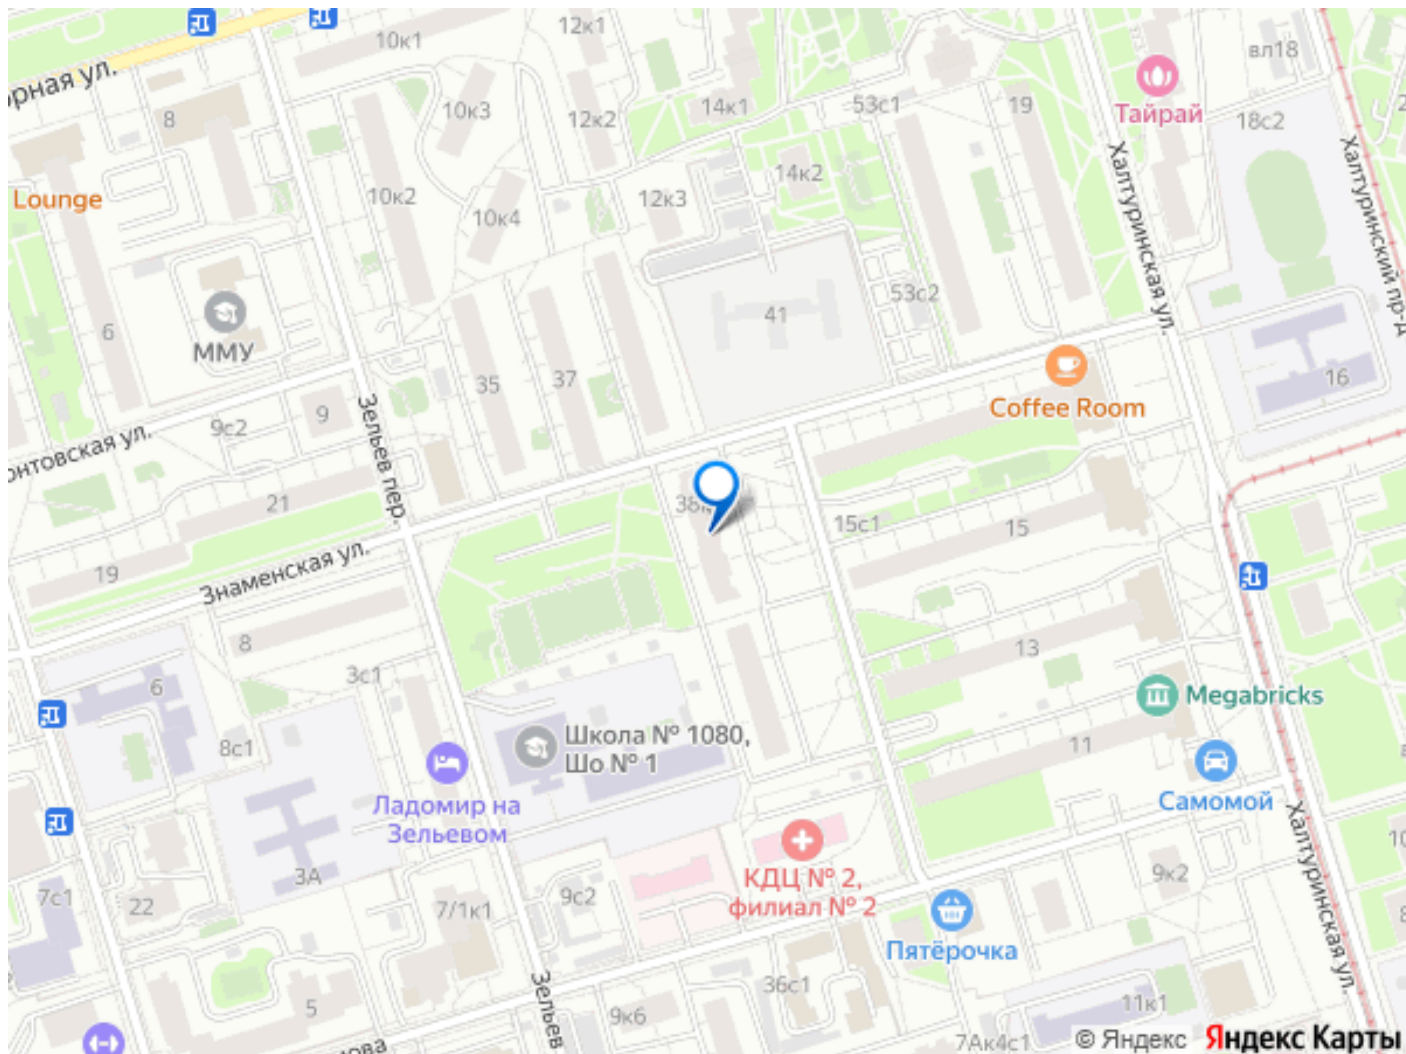 10к1
12к1
вл18
орная ул.
8
10к3
14к1
53с1
19
Тайрай
18с2
12к2
Халтуринская ул.
Халтуринский пр-д
Lounge
10к2
10к4
12к3
14к2
53с2
41
6
ММУ
35
37
16
Coffee Room
9с2
9
Зельев пер.
онтовская ул.
21
15с1
15
19
Знаменская ул.
8
3с1
13
6
Megabricks
8с1
Школа № 1080,
Шо № 1
11
Ладомир на
Зельевом
Самомой
Халтуринская ул.
3А
КДЦ № 2,
филиал № 2
9к2
7с1
22
7/1к1
9с2
Пятёрочка
5
Зельев
9к6
36с1
11к1
7Ак4с1
ова
© Яндекс
Яндекс Карты